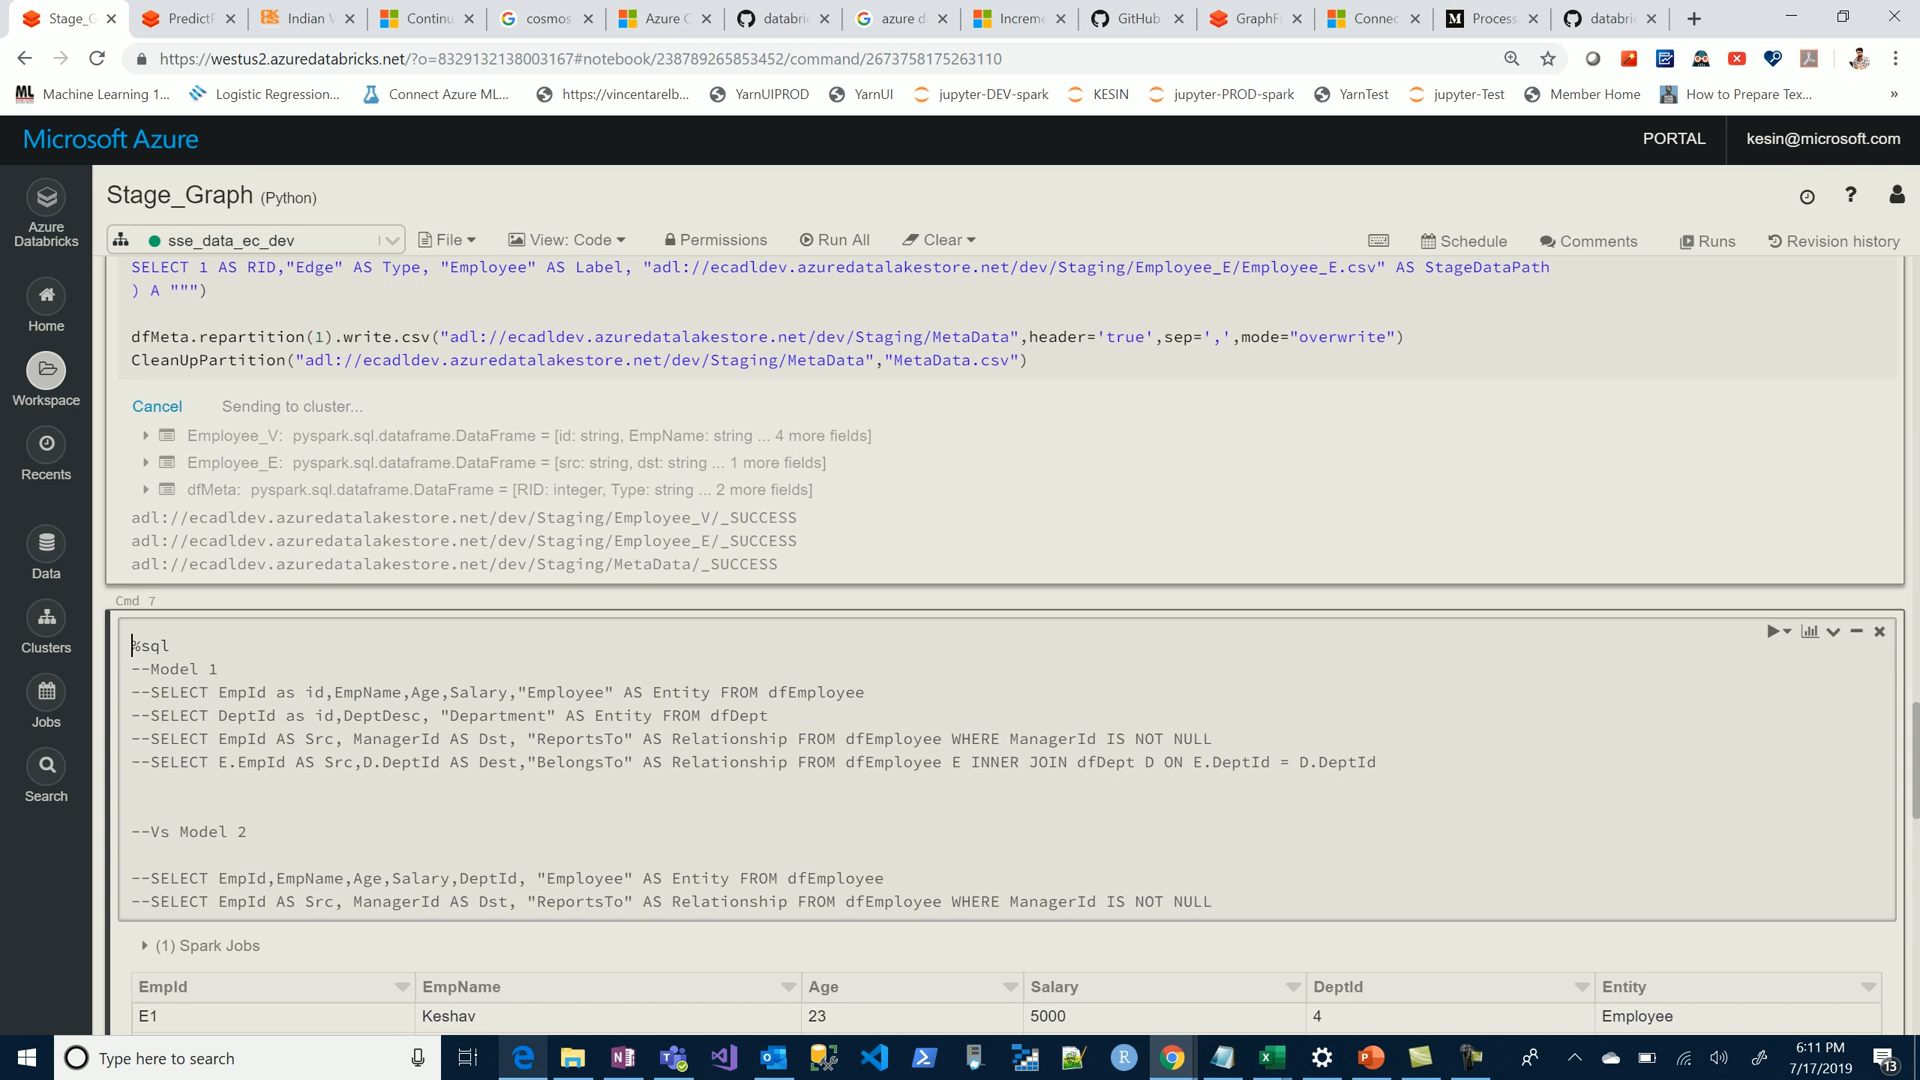 Stage_G
PredictF
Indian V
Continu
cosmos
Azure C
databric
azure d
Increme
GitHub
GraphFr
Connec
Process
databric
https://westus2.azuredatabricks.net/?o=8329132138003167#notebook/238789265853452/command/2673758175263110
Machine Learning 1...
Logistic Regression...
Connect Azure ML...
https://vincentarelb...
YarnUIPROD
YarnUI
jupyter-DEV-spark
KESIN
jupyter-PROD-spark
YarnTest
jupyter-Test
Member Home
How to Prepare Tex...
»
Microsoft Azure
PORTAL
kesin@microsoft.com
Azure Databricks
Home
Workspace
Recents
Data
Clusters
Jobs
Search
Stage_Graph (Python)
sse_data_ec_dev
File
View: Code
Permissions
Run All
Clear
Schedule
Comments
Runs
Revision history
SELECT 1 AS RID,"Edge" AS Type, "Employee" AS Label, "adl://ecadldev.azuredatalakestore.net/dev/Staging/Employee_E/Employee_E.csv" AS StageDataPath
) A """)
dfMeta.repartition(1).write.csv("adl://ecadldev.azuredatalakestore.net/dev/Staging/MetaData",header='true',sep=',',mode="overwrite")
CleanUpPartition("adl://ecadldev.azuredatalakestore.net/dev/Staging/MetaData","MetaData.csv")
Cancel Sending to cluster...
Employee_V: pyspark.sql.dataframe.DataFrame = [id: string, EmpName: string ... 4 more fields]
Employee_E: pyspark.sql.dataframe.DataFrame = [src: string, dst: string ... 1 more fields]
dfMeta: pyspark.sql.dataframe.DataFrame = [RID: integer, Type: string ... 2 more fields]
adl://ecadldev.azuredatalakestore.net/dev/Staging/Employee_V/_SUCCESS
adl://ecadldev.azuredatalakestore.net/dev/Staging/Employee_E/_SUCCESS
adl://ecadldev.azuredatalakestore.net/dev/Staging/MetaData/_SUCCESS
Cmd 7
%sql
--Model 1
--SELECT EmpId as id,EmpName,Age,Salary,"Employee" AS Entity FROM dfEmployee
--SELECT DeptId as id,DeptDesc, "Department" AS Entity FROM dfDept
--SELECT EmpId AS Src, ManagerId AS Dst, "ReportsTo" AS Relationship FROM dfEmployee WHERE ManagerId IS NOT NULL
--SELECT E.EmpId AS Src,D.DeptId AS Dest,"BelongsTo" AS Relationship FROM dfEmployee E INNER JOIN dfDept D ON E.DeptId = D.DeptId
--Vs Model 2
--SELECT EmpId,EmpName,Age,Salary,DeptId, "Employee" AS Entity FROM dfEmployee
--SELECT EmpId AS Src, ManagerId AS Dst, "ReportsTo" AS Relationship FROM dfEmployee WHERE ManagerId IS NOT NULL
(1) Spark Jobs
EmpId EmpName Age Salary DeptId Entity
E1 Keshav 23 5000 4 Employee
Type here to search
6:11 PM
7/17/2019
13